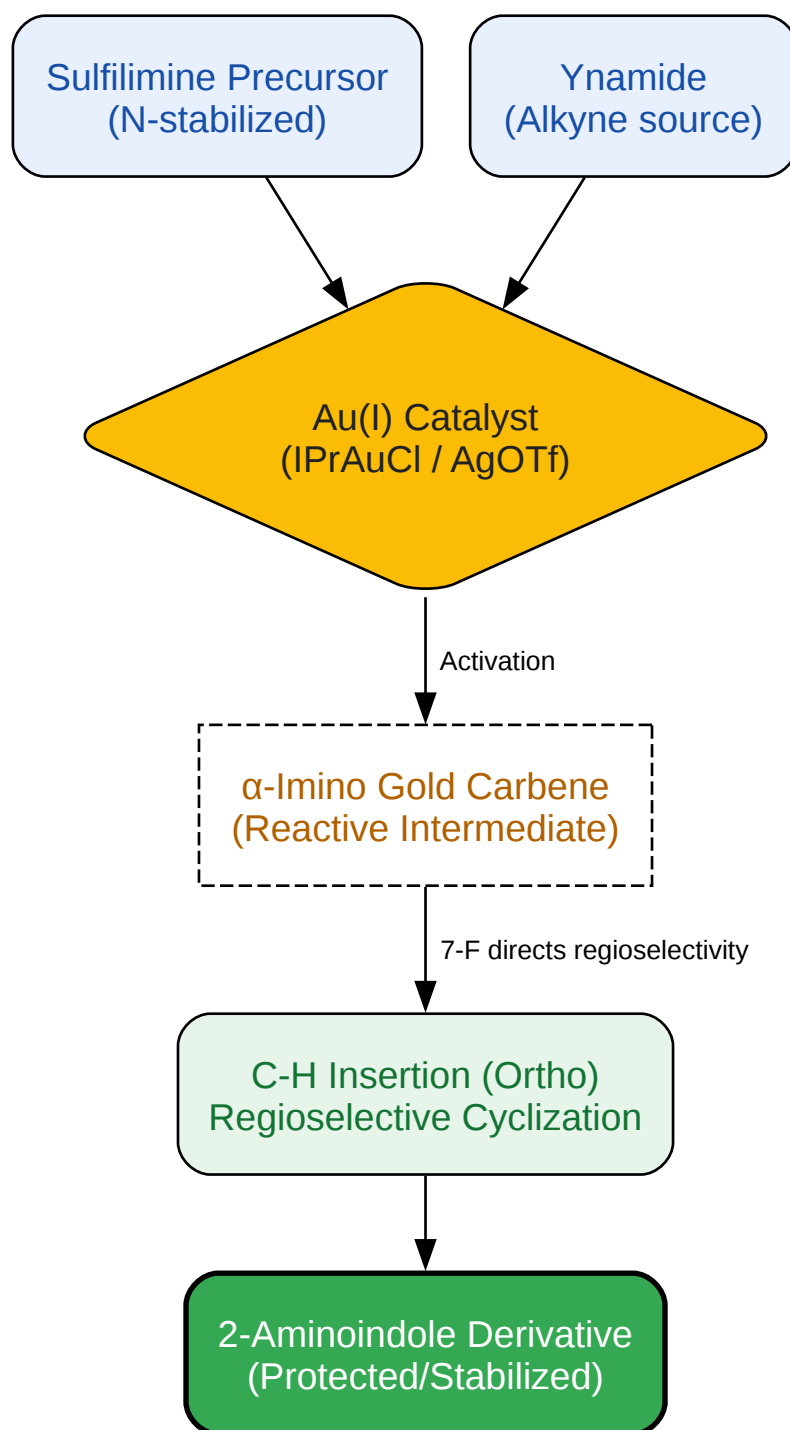 Sulfilimine Precursor
(N-stabilized)
Ynamide
(Alkyne source)
Au(I) Catalyst
(IPrAuCl / AgOTf)
Activation
α-Imino Gold Carbene
(Reactive Intermediate)
7-F directs regioselectivity
C-H Insertion (Ortho)
Regioselective Cyclization
2-Aminoindole Derivative
(Protected/Stabilized)